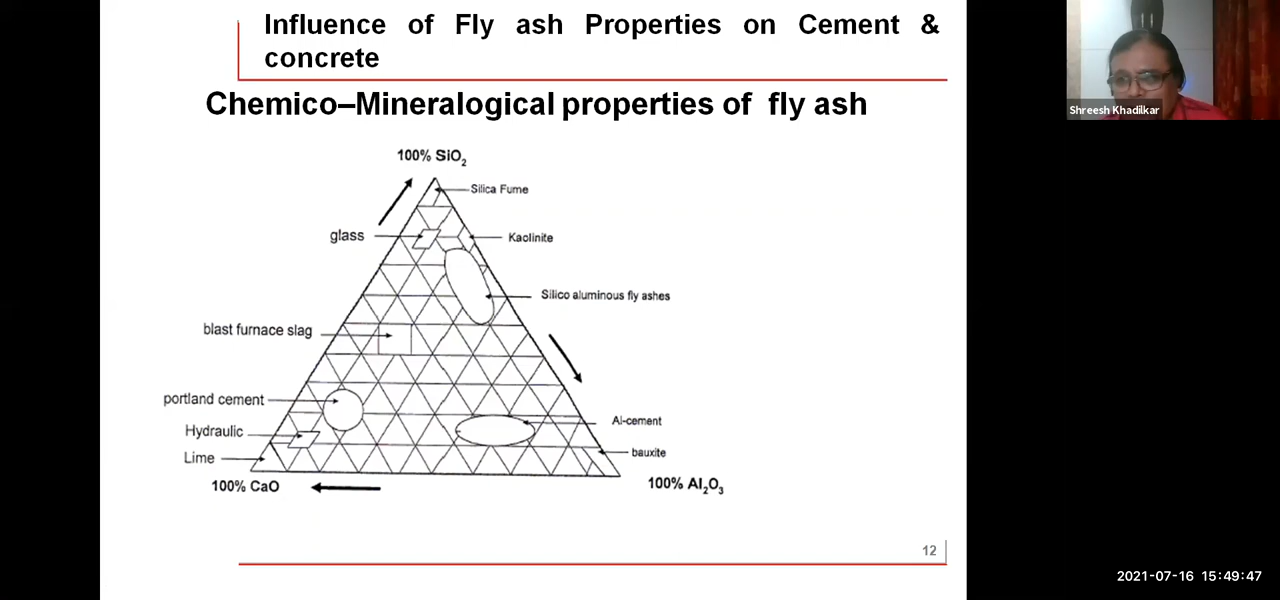 Influence of Fly ash Properties on Cement &
concrete
Chemico–Mineralogical properties of fly ash
100% SiO₂
Silica Fume
glass
Kaolinite
Silico aluminous fly ashes
blast furnace slag
portland cement
Al-cement
Hydraulic
bauxite
Lime
100% CaO
100% Al₂O₃
12
Shreesh Khadilkar
2021-07-16 15:49:47